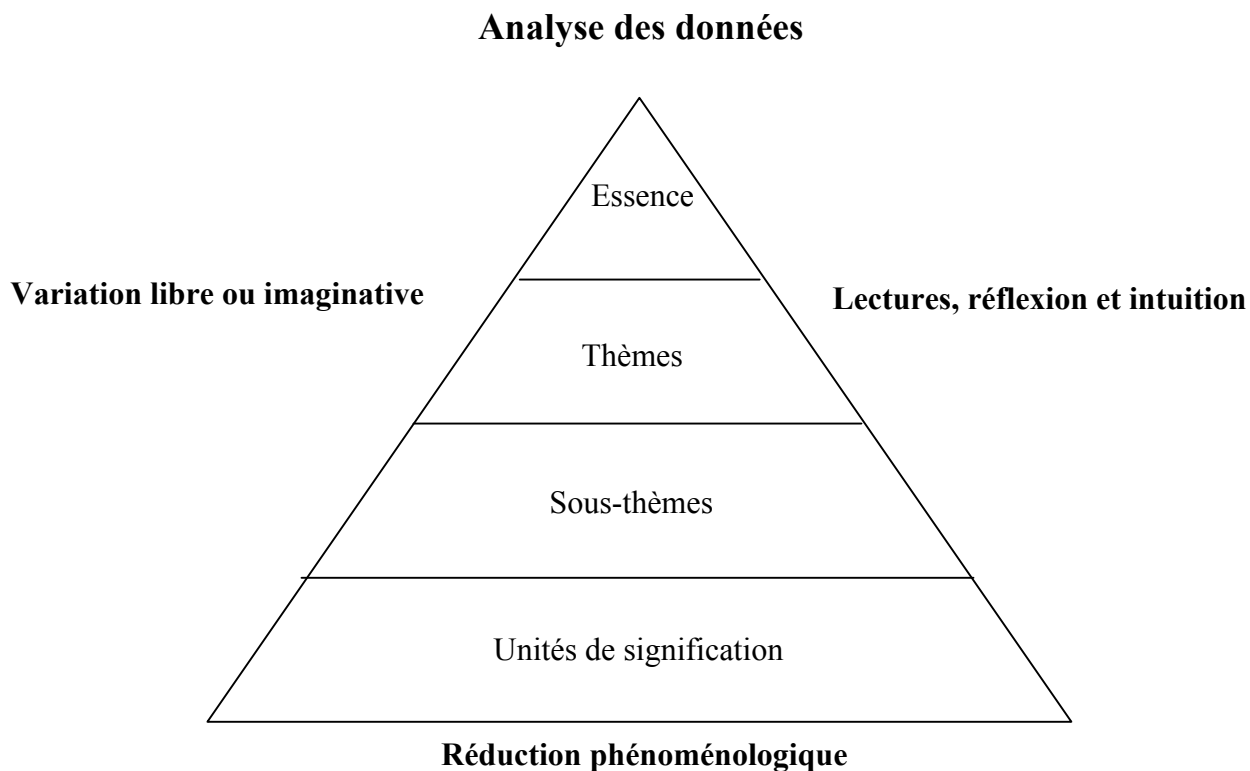 Analyse des données
Essence
Variation libre ou imaginative
Lectures, réflexion et intuition
Thèmes
Sous-thèmes
Unités de signification
Réduction phénoménologique